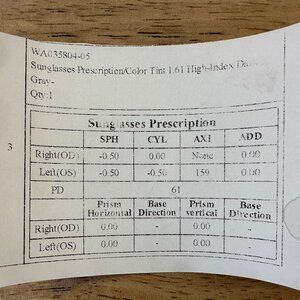 WA035804-05
Sunglasses Prescription/Color Tint 1.61 High-Index
Gray-
Qty:1
3
Sunglasses Prescription
SPH CYL AXI ADD
Right(OD) -0.50 0.00 None 0.00
Left(OS) -0.50 -0.50 159 0.00
PD 61
Prism Horizontal Base Direction Prism vertical Base Direction
Right(OD) 0.00 - 0.00 -
Left(OS) 0.00 - 0.00 -